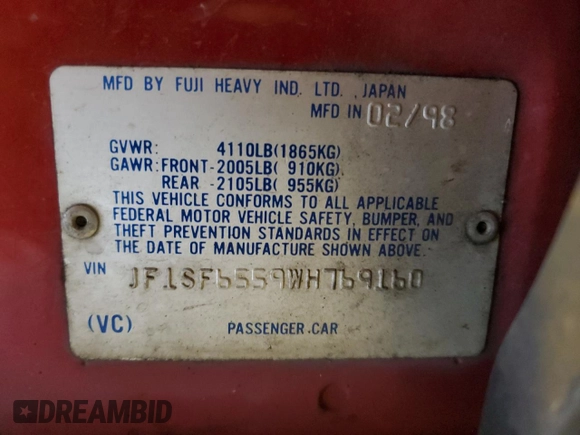 MFD BY FUJI HEAVY IND. LTD. , JAPAN
MFD IN 02/98
GVWR: 4110LB(1865KG)
GAWR:FRONT-2005LB( 910KG)
REAR -2105LB( 955KG)
THIS VEHICLE CONFORMS TO ALL APPLICABLE
FEDERAL MOTOR VEHICLE SAFETY, BUMPER, AND
THEFT PREVENTION STANDARDS IN EFFECT ON
THE DATE OF MANUFACTURE SHOWN ABOVE.
VIN JF1SF6559WH769160
(VC) PASSENGER.CAR
DREAMBID